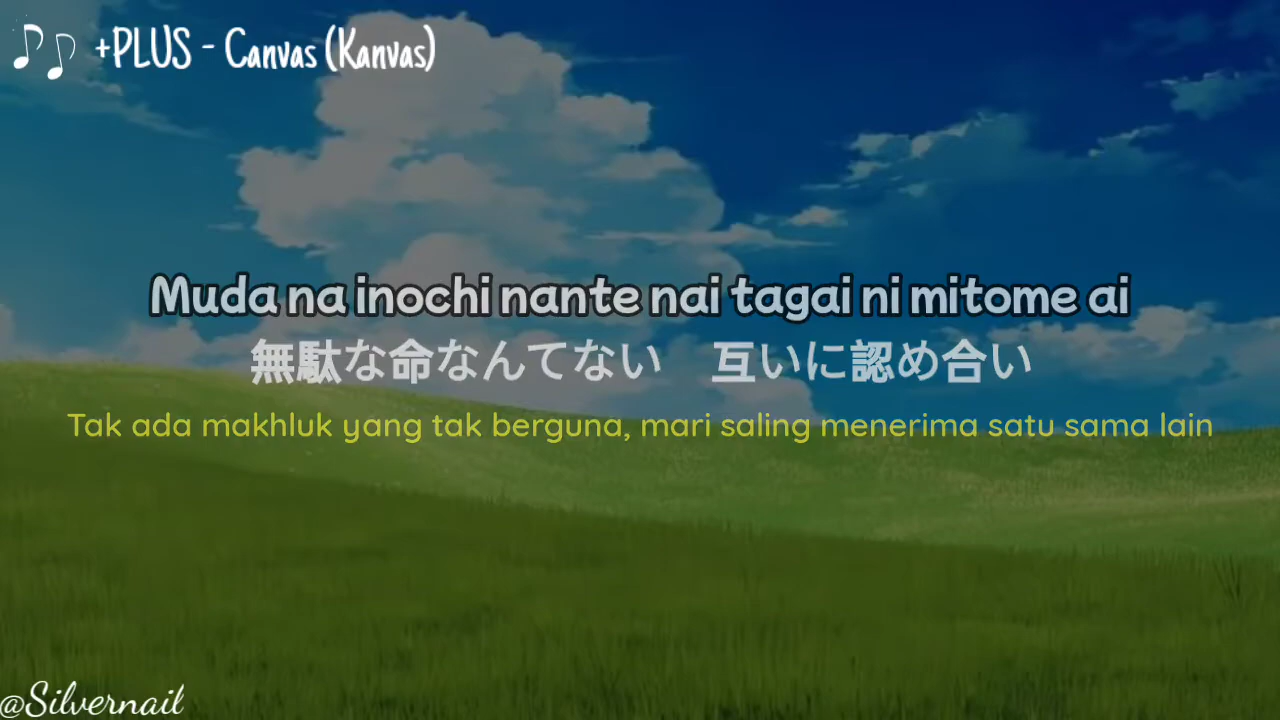 +PLUS - Canvas (Kanvas)
Muda na inochi nante nai tagai ni mitome ai
無駄な命なんてない　互いに認め合い
Tak ada makhluk yang tak berguna, mari saling menerima satu sama lain
@Silvernail